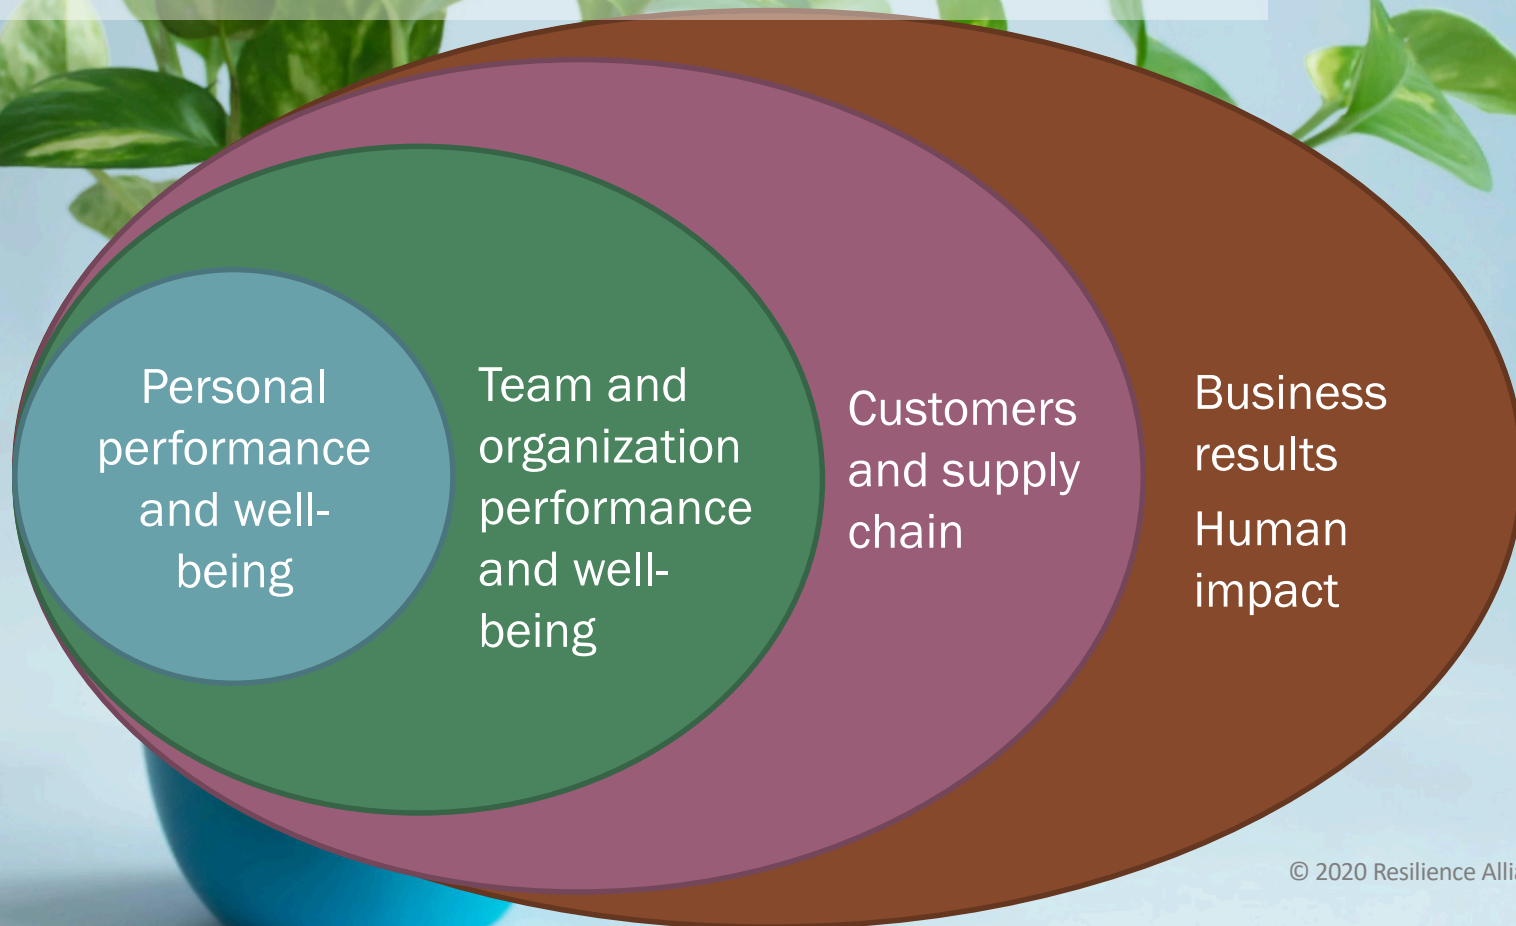 Personal
performance
and well-
being
Team and
organization
performance
and well-
being
Customers
and supply
chain
Business
results
Human
impact
© 2020 Resilience